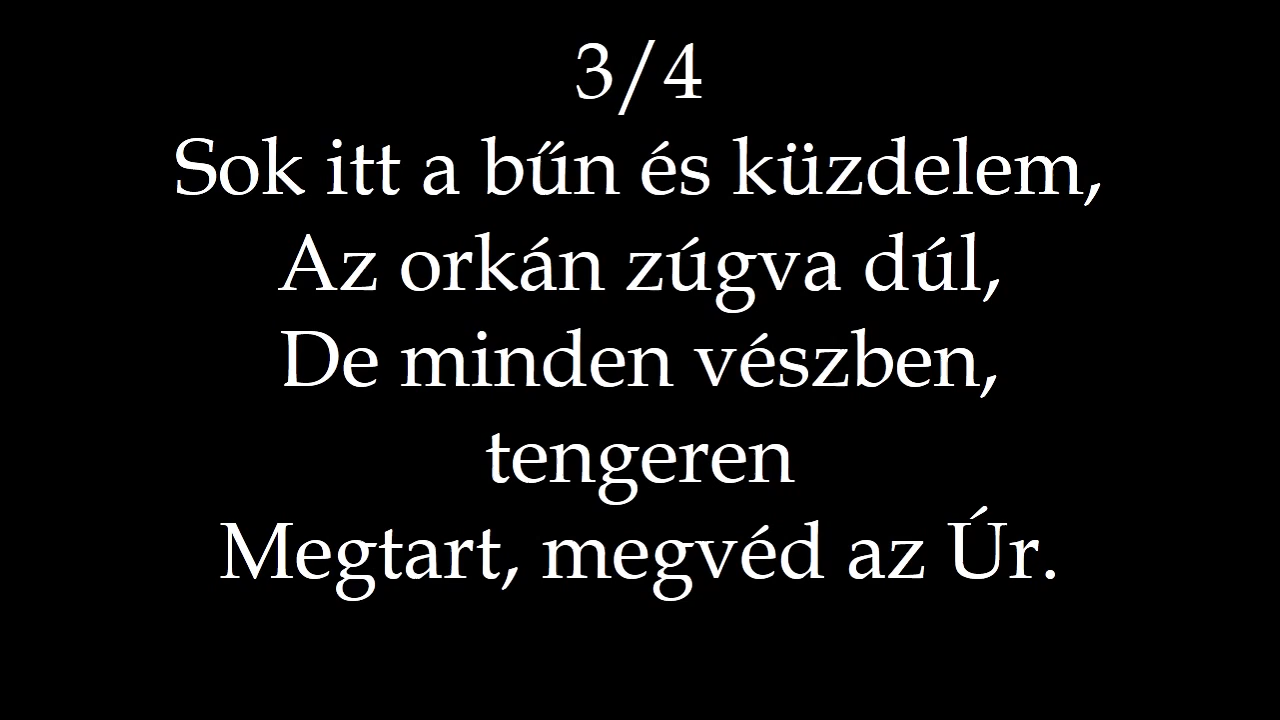 3/4
Sok itt a bűn és küzdelem,
Az orkán zúgva dúl,
De minden vészben,
tengeren
Megtart, megvéd az Úr.